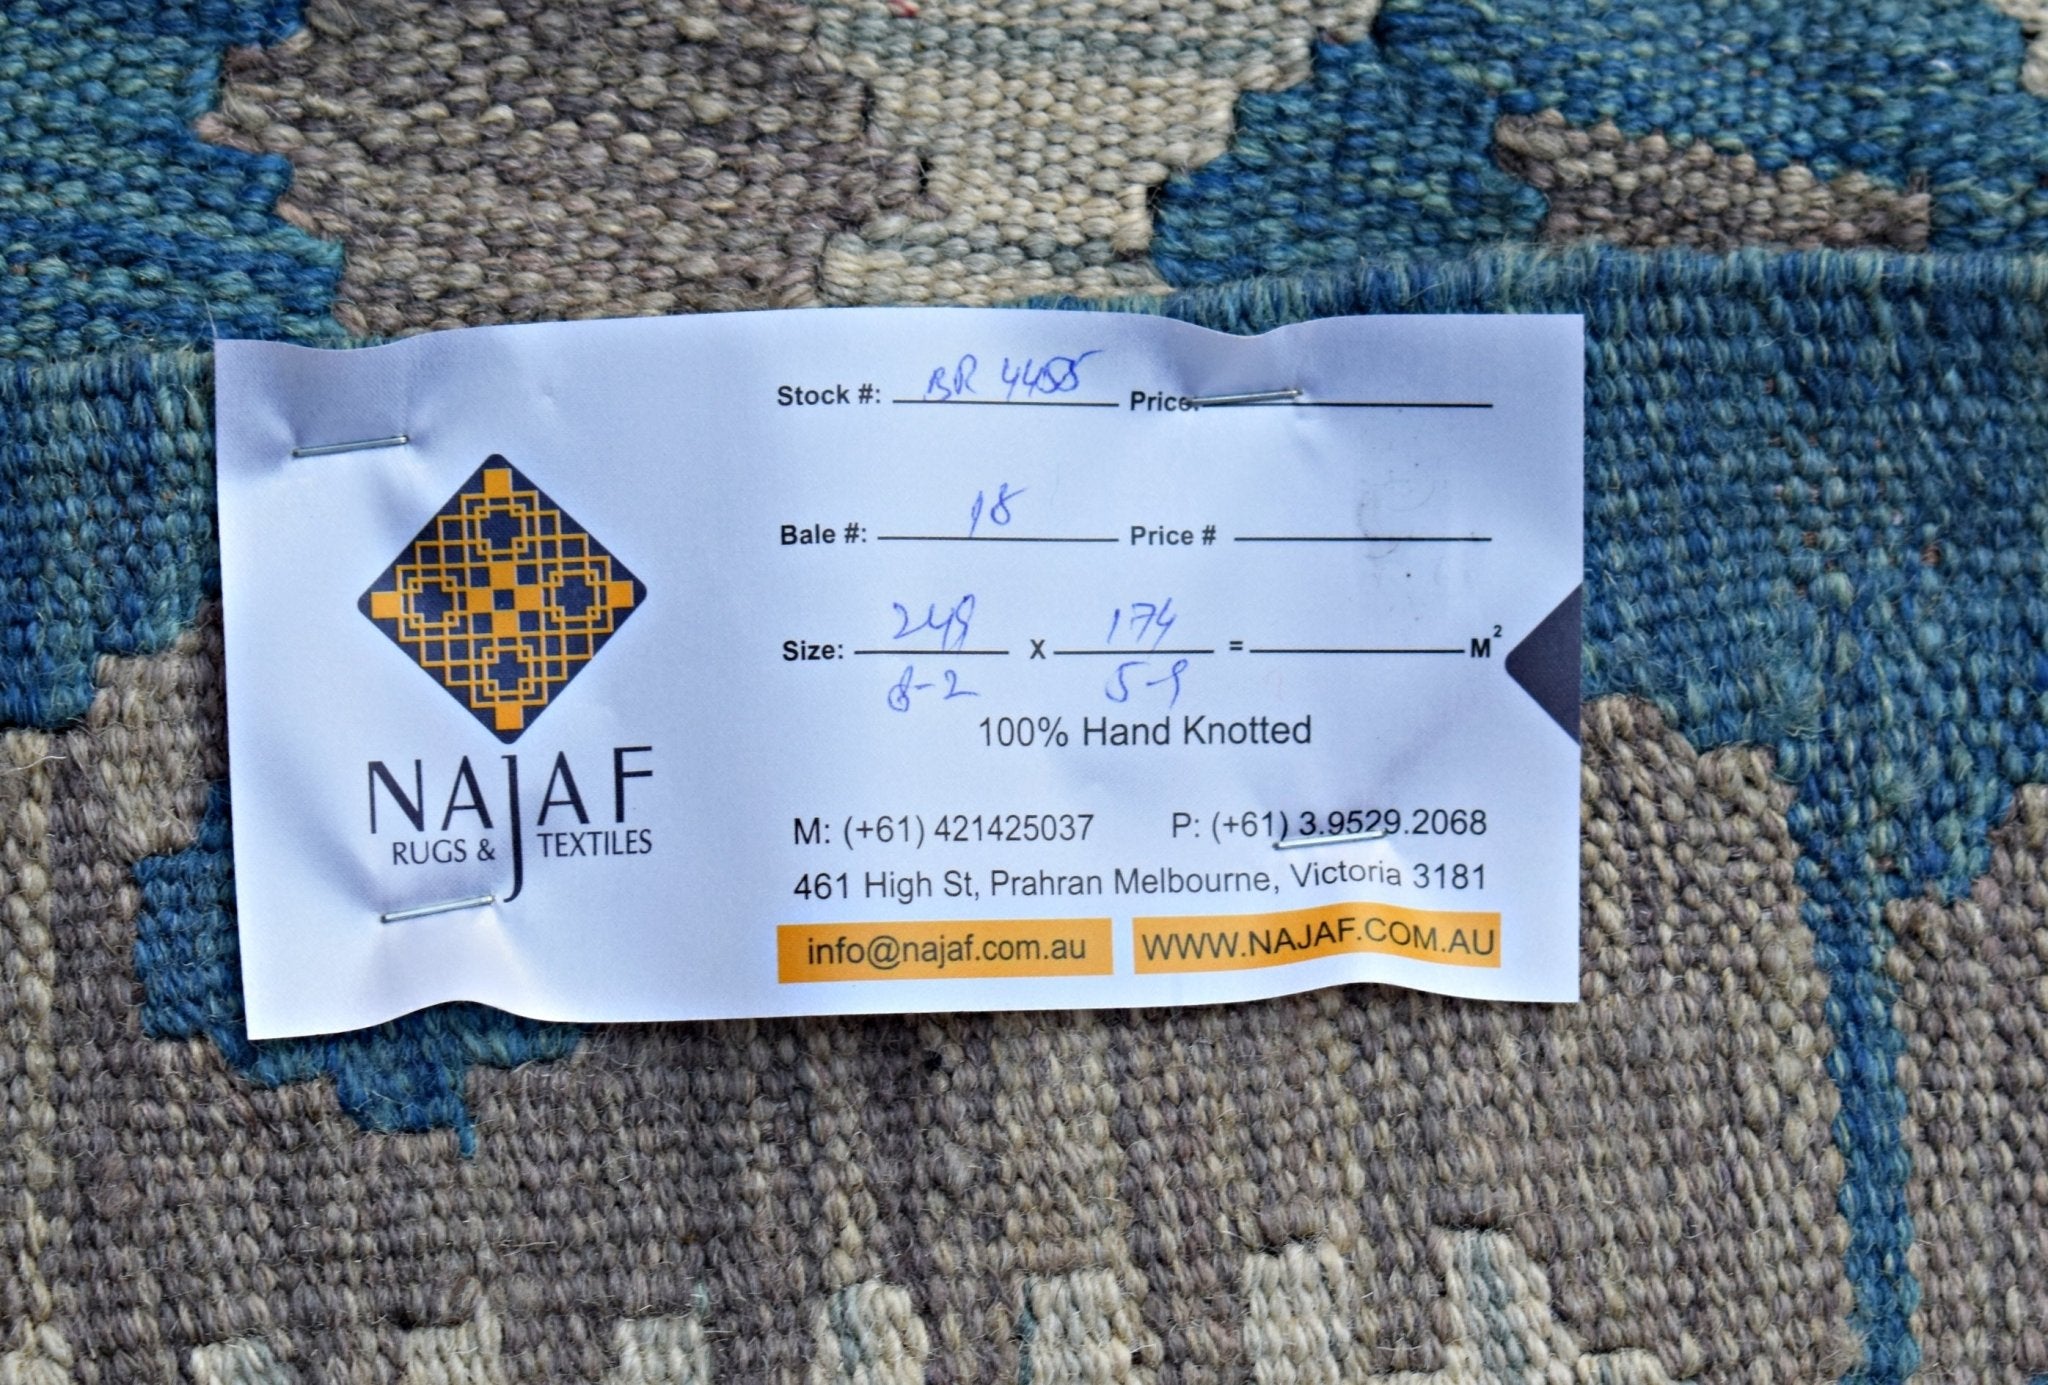 Stock #: BR 4455 Price:
Bale #: 18 Price #
Size: 249 X 174 = M²
8-2 5-9
100% Hand Knotted
NAJAF
RUGS & TEXTILES
M: (+61) 421425037 P: (+61) 3.9529.2068
461 High St, Prahran Melbourne, Victoria 3181
info@najaf.com.au WWW.NAJAF.COM.AU